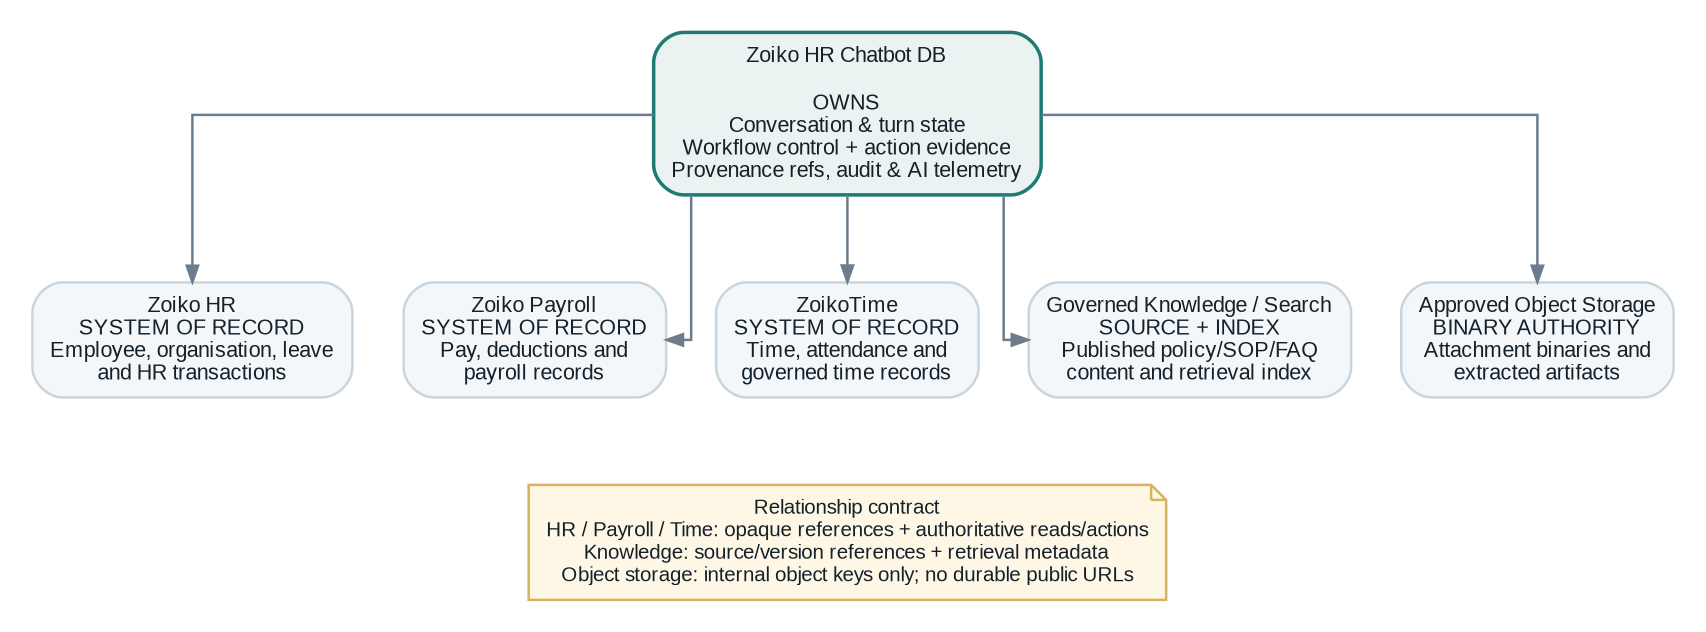 Zoiko HR Chatbot DB
OWNS
Conversation & turn state
Workflow control + action evidence
Provenance refs, audit & AI telemetry
Zoiko HR
SYSTEM OF RECORD
Employee, organisation, leave
and HR transactions
Zoiko Payroll
SYSTEM OF RECORD
Pay, deductions and
payroll records
ZoikoTime
SYSTEM OF RECORD
Time, attendance and
governed time records
Governed Knowledge / Search
SOURCE + INDEX
Published policy/SOP/FAQ
content and retrieval index
Approved Object Storage
BINARY AUTHORITY
Attachment binaries and
extracted artifacts
Relationship contract
HR / Payroll / Time: opaque references + authoritative reads/actions
Knowledge: source/version references + retrieval metadata
Object storage: internal object keys only; no durable public URLs